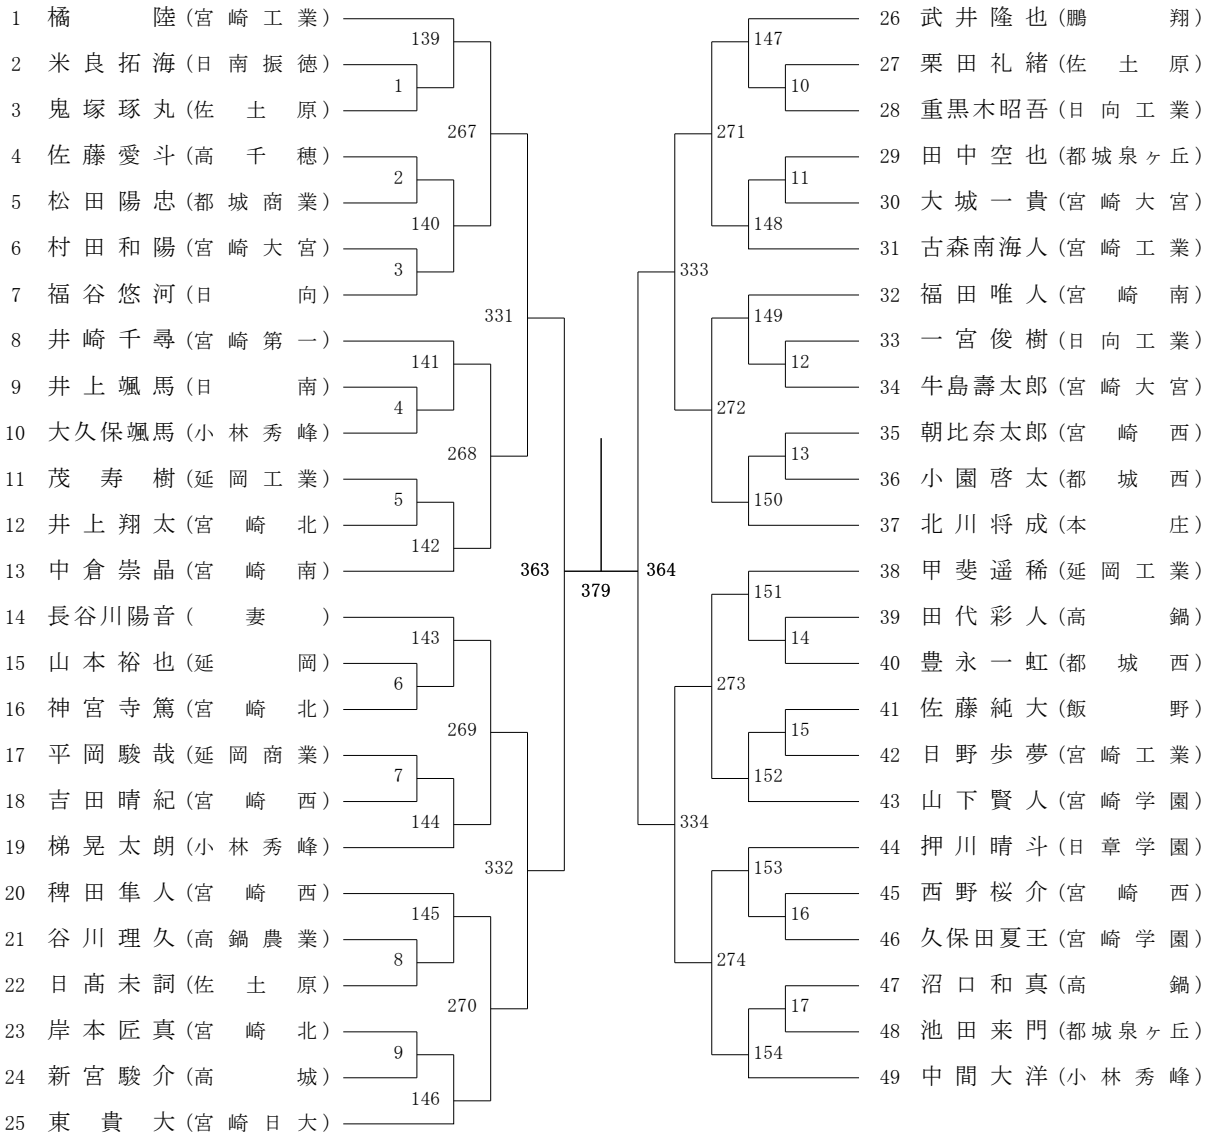 1 橘 陸 (宮崎工業)
2 米良拓海 (日南振徳)
3 鬼塚琢丸 (佐土原)
4 佐藤愛斗 (高千穂)
5 松田陽忠 (都城商業)
6 村田和陽 (宮崎大宮)
7 福谷悠河 (日向)
8 井崎千尋 (宮崎第一)
9 井上颯馬 (日南)
10 大久保颯馬 (小林秀峰)
11 茂寿樹 (延岡工業)
12 井上翔太 (宮崎北)
13 中倉崇晶 (宮崎南)
14 長谷川陽音 (妻)
15 山本裕也 (延岡)
16 神宮寺篤 (宮崎北)
17 平岡駿哉 (延岡商業)
18 吉田晴紀 (宮崎西)
19 梯晃太朗 (小林秀峰)
20 稗田隼人 (宮崎西)
21 谷川理久 (高鍋農業)
22 日髙未詞 (佐土原)
23 岸本匠真 (宮崎北)
24 新宮駿介 (高城)
25 東貴大 (宮崎日大)
139
1
267
2
140
3
331
141
4
268
5
142
363
143
6
269
7
144
332
145
8
270
9
146
379
364
147
10
271
11
148
333
149
12
272
13
150
151
14
273
15
152
334
153
16
274
17
154
26 武井隆也 (鵬翔)
27 栗田礼緒 (佐土原)
28 重黒木昭吾 (日向工業)
29 田中空也 (都城泉ヶ丘)
30 大城一貴 (宮崎大宮)
31 古森南海人 (宮崎工業)
32 福田唯人 (宮崎南)
33 一宮俊樹 (日向工業)
34 牛島壽太郎 (宮崎大宮)
35 朝比奈太郎 (宮崎西)
36 小園啓太 (都城西)
37 北川将成 (本庄)
38 甲斐遥稀 (延岡工業)
39 田代彩人 (高鍋)
40 豊永一虹 (都城西)
41 佐藤純大 (飯野)
42 日野歩夢 (宮崎工業)
43 山下賢人 (宮崎学園)
44 押川晴斗 (日章学園)
45 西野桜介 (宮崎西)
46 久保田夏王 (宮崎学園)
47 沼口和真 (高鍋)
48 池田来門 (都城泉ヶ丘)
49 中間大洋 (小林秀峰)